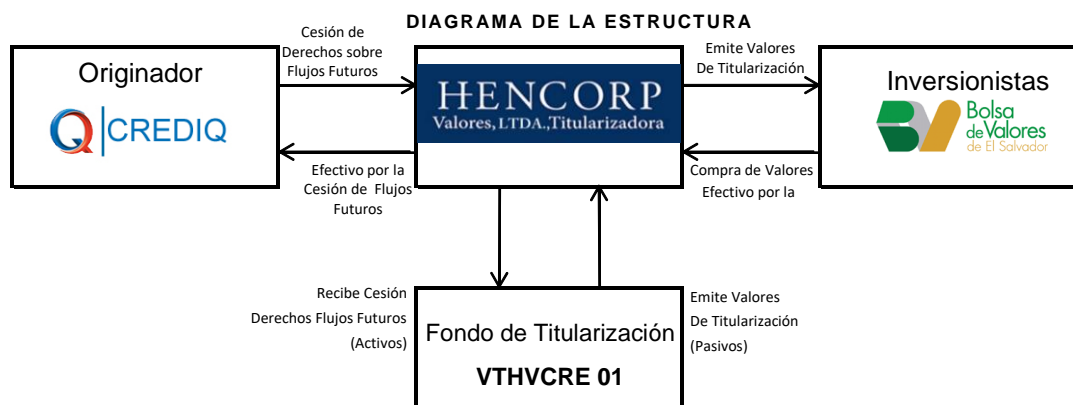 DIAGRAMA DE LA ESTRUCTURA
Originador
CREDIQ
Cesión de
Derechos sobre
Flujos Futuros
Efectivo por la
Cesión de Flujos
Futuros
HENCORP
Valores, LTDA., Titularizadora
Emite Valores
De Titularización
Compra de Valores
Efectivo por la
Inversionistas
Bolsa
de Valores
de El Salvador
Recibe Cesión
Derechos Flujos Futuros
(Activos)
Fondo de Titularización
VTHVCRE 01
Emite Valores
De Titularización
(Pasivos)